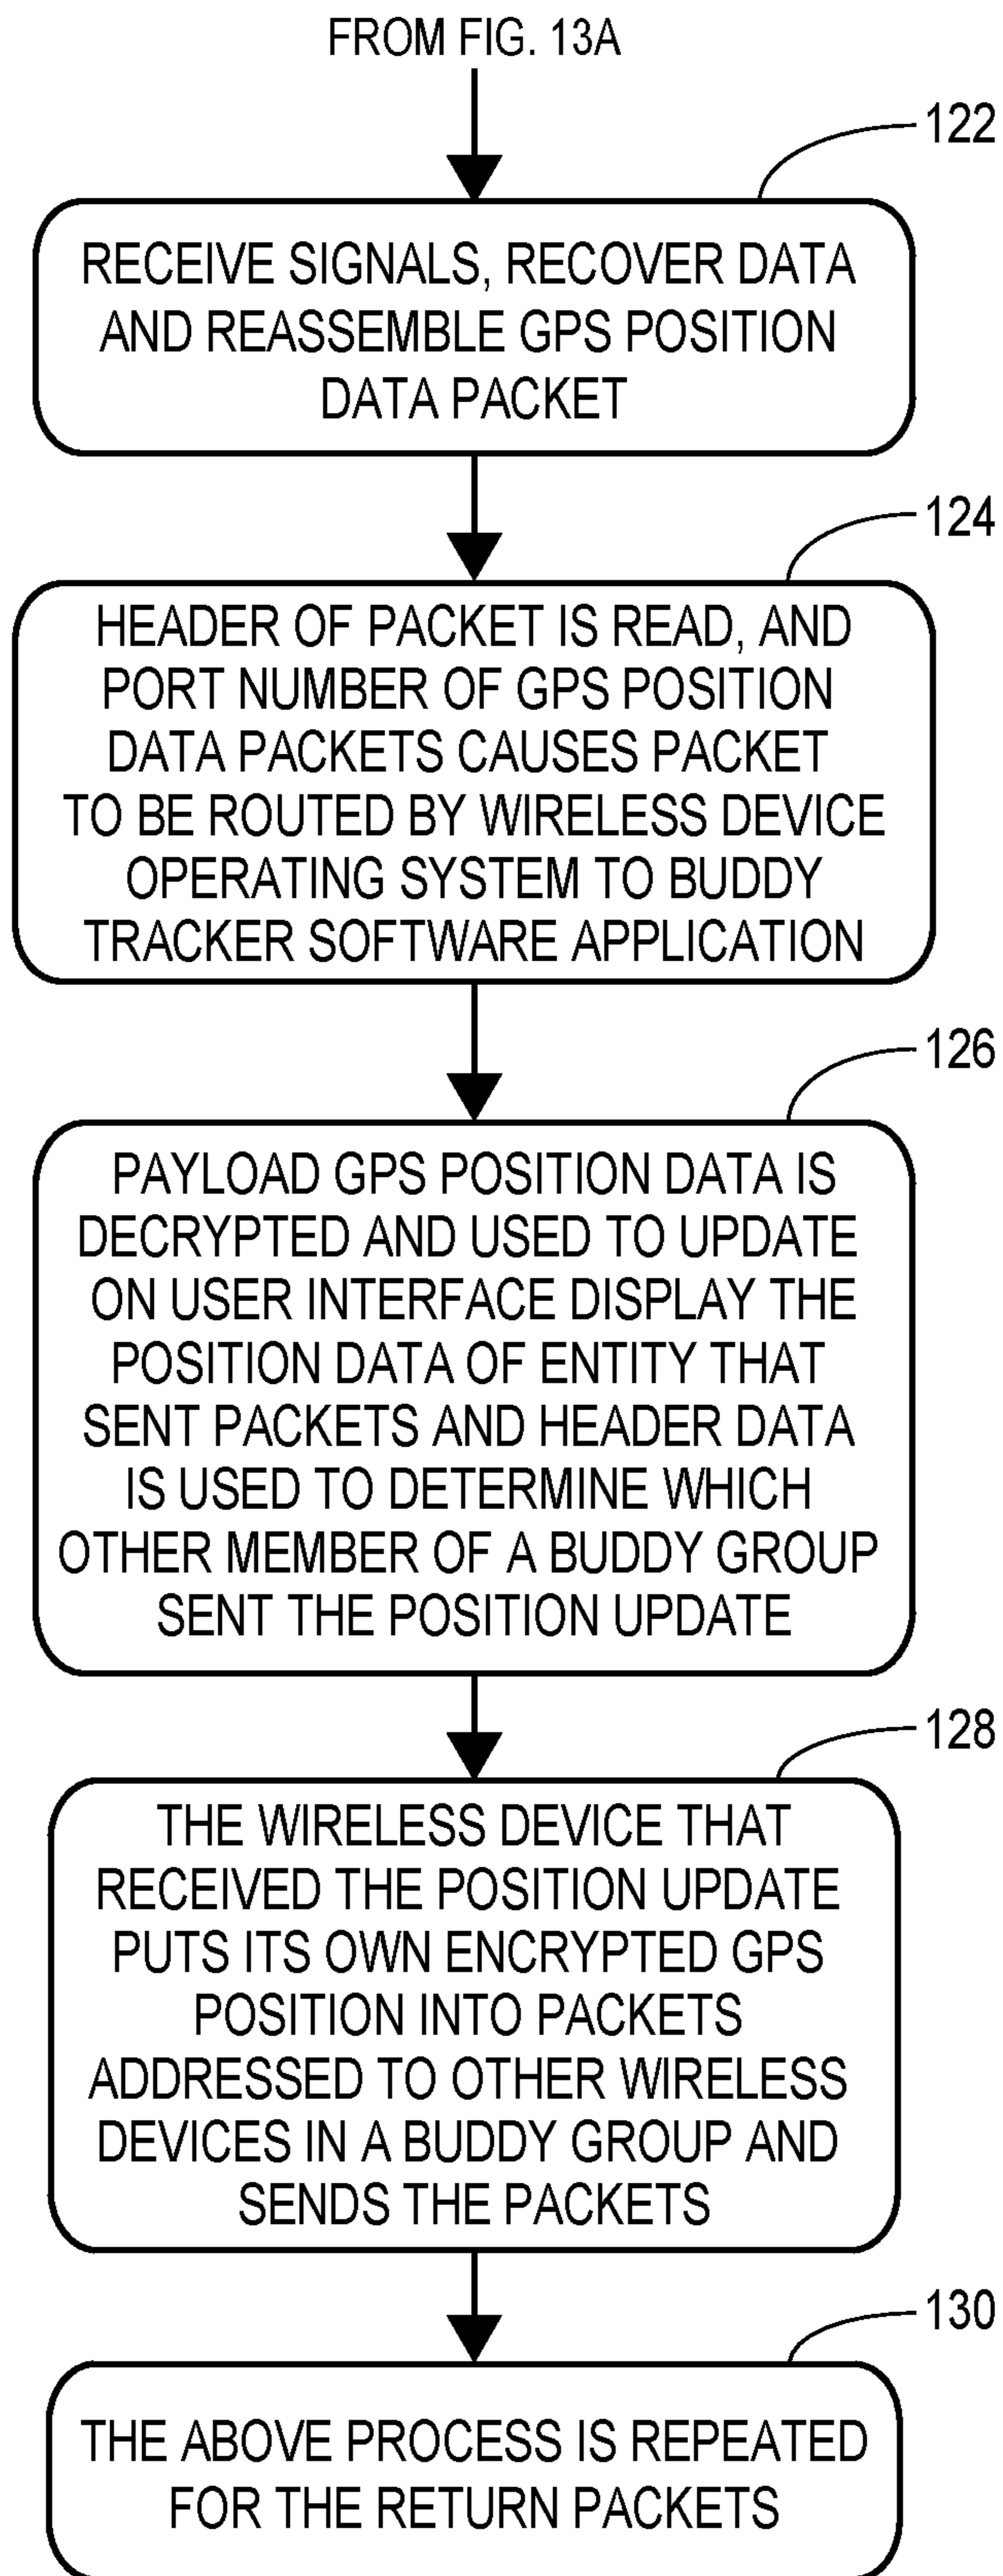 FROM FIG. 13A
122
RECEIVE SIGNALS, RECOVER DATA
AND REASSEMBLE GPS POSITION
DATA PACKET
124
HEADER OF PACKET IS READ, AND
PORT NUMBER OF GPS POSITION
DATA PACKETS CAUSES PACKET
TO BE ROUTED BY WIRELESS DEVICE
OPERATING SYSTEM TO BUDDY
TRACKER SOFTWARE APPLICATION
126
PAYLOAD GPS POSITION DATA IS
DECRYPTED AND USED TO UPDATE
ON USER INTERFACE DISPLAY THE
POSITION DATA OF ENTITY THAT
SENT PACKETS AND HEADER DATA
IS USED TO DETERMINE WHICH
OTHER MEMBER OF A BUDDY GROUP
SENT THE POSITION UPDATE
128
THE WIRELESS DEVICE THAT
RECEIVED THE POSITION UPDATE
PUTS ITS OWN ENCRYPTED GPS
POSITION INTO PACKETS
ADDRESSED TO OTHER WIRELESS
DEVICES IN A BUDDY GROUP AND
SENDS THE PACKETS
130
THE ABOVE PROCESS IS REPEATED
FOR THE RETURN PACKETS